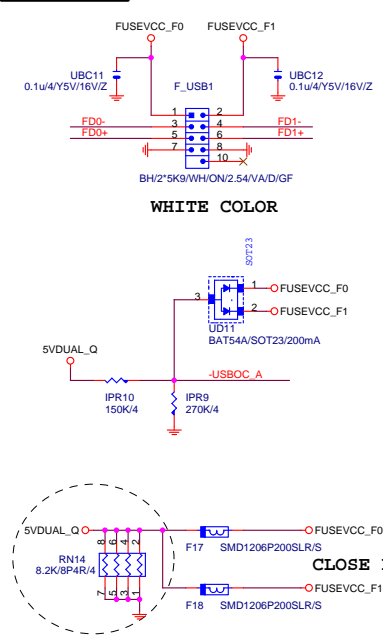 FUSEVCC_F0 FUSEVCC_F1
UBC11
0.1u/4/Y5V/16V/Z
F_USB1
UBC12
0.1u/4/Y5V/16V/Z
1 2
FD0- 3 4 FD1-
FD0+ 5 6 FD1+
7 8
10
BH/2*5K9/WH/ON/2.54/VA/D/GF
WHITE COLOR
SOT23
3 1 FUSEVCC_F0
2 FUSEVCC_F1
UD11
BAT54A/SOT23/200mA
5VDUAL_Q
-USBOC_A
IPR10
150K/4
IPR9
270K/4
5VDUAL_Q
8 6 4 2
RN14
8.2K/8P4R/4
7 5 3 1
F17 SMD1206P200SLR/S
FUSEVCC_F0
CLOSE
FUSEVCC_F1
F18 SMD1206P200SLR/S